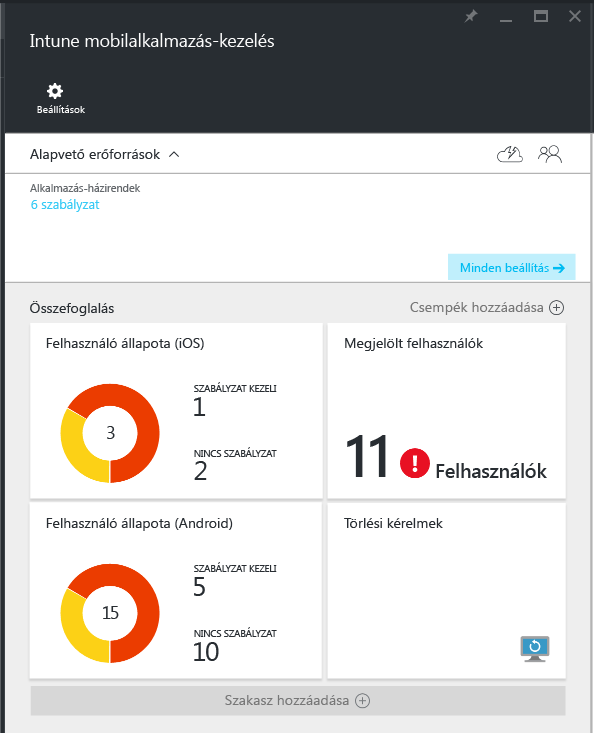 Intune mobilalkalmazás-kezelés
Beállítások
Alapvető erőforrások
Alkalmazás-házirendek
6 szabályzat
Minden beállítás
Összefoglalás
Csempék hozzáadása
Felhasználó állapota (iOS)
3
SZABÁLYZAT KEZELI
1
NINCS SZABÁLYZAT
2
Megjelölt felhasználók
11
Felhasználók
Felhasználó állapota (Android)
15
SZABÁLYZAT KEZELI
5
NINCS SZABÁLYZAT
10
Törlési kérelmek
Szakasz hozzáadása